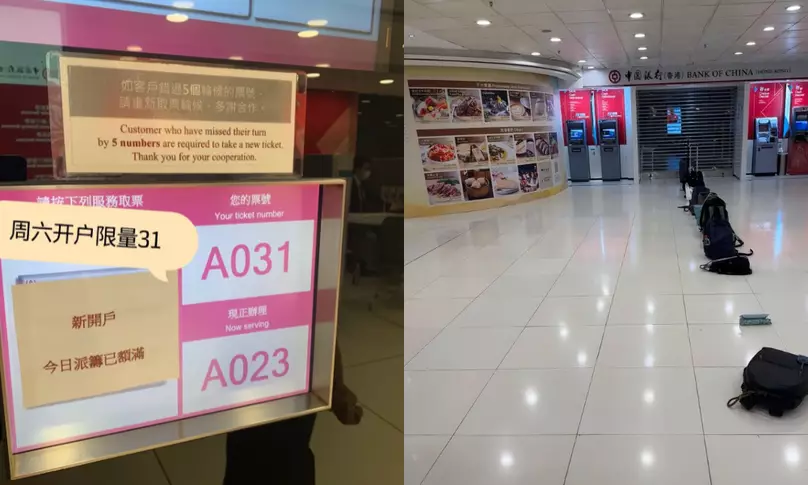 如客戶錯過5個輪候的票號，
請重新取票輪候，多謝合作。
Customer who have missed their turn
by 5 numbers are required to take a new ticket.
Thank you for your cooperation.
請按下列服務取票
您的票號
Your ticket number
A031
周六开户限量31
新開戶
今日派籌已額滿
現正辦理
Now serving
A023
中國銀行(香港) BANK OF CHINA (HONG KONG)